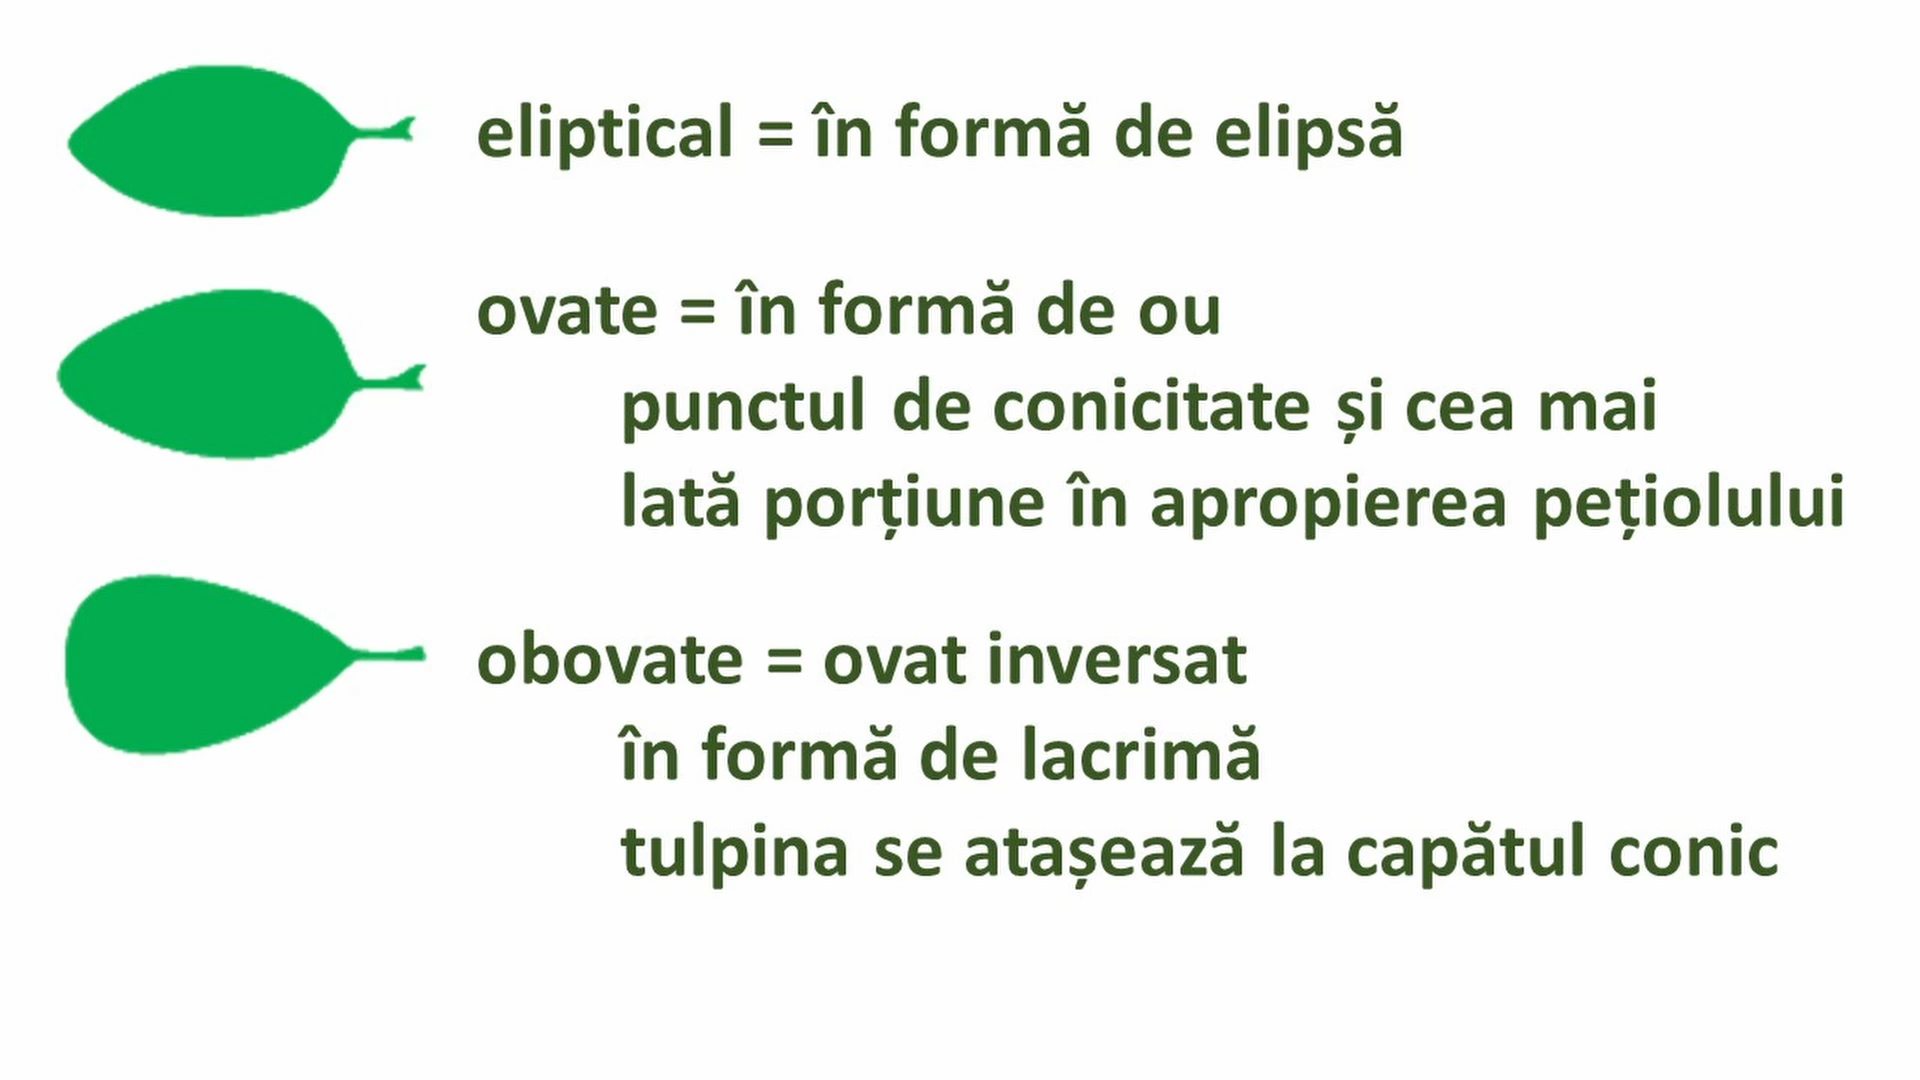 eliptical = în formă de elipsă
ovate = în formă de ou
punctul de conicitate și cea mai
lată porțiune în apropierea pețiolului
obovate = ovat inversat
în formă de lacrimă
tulpina se atașează la capătul conic